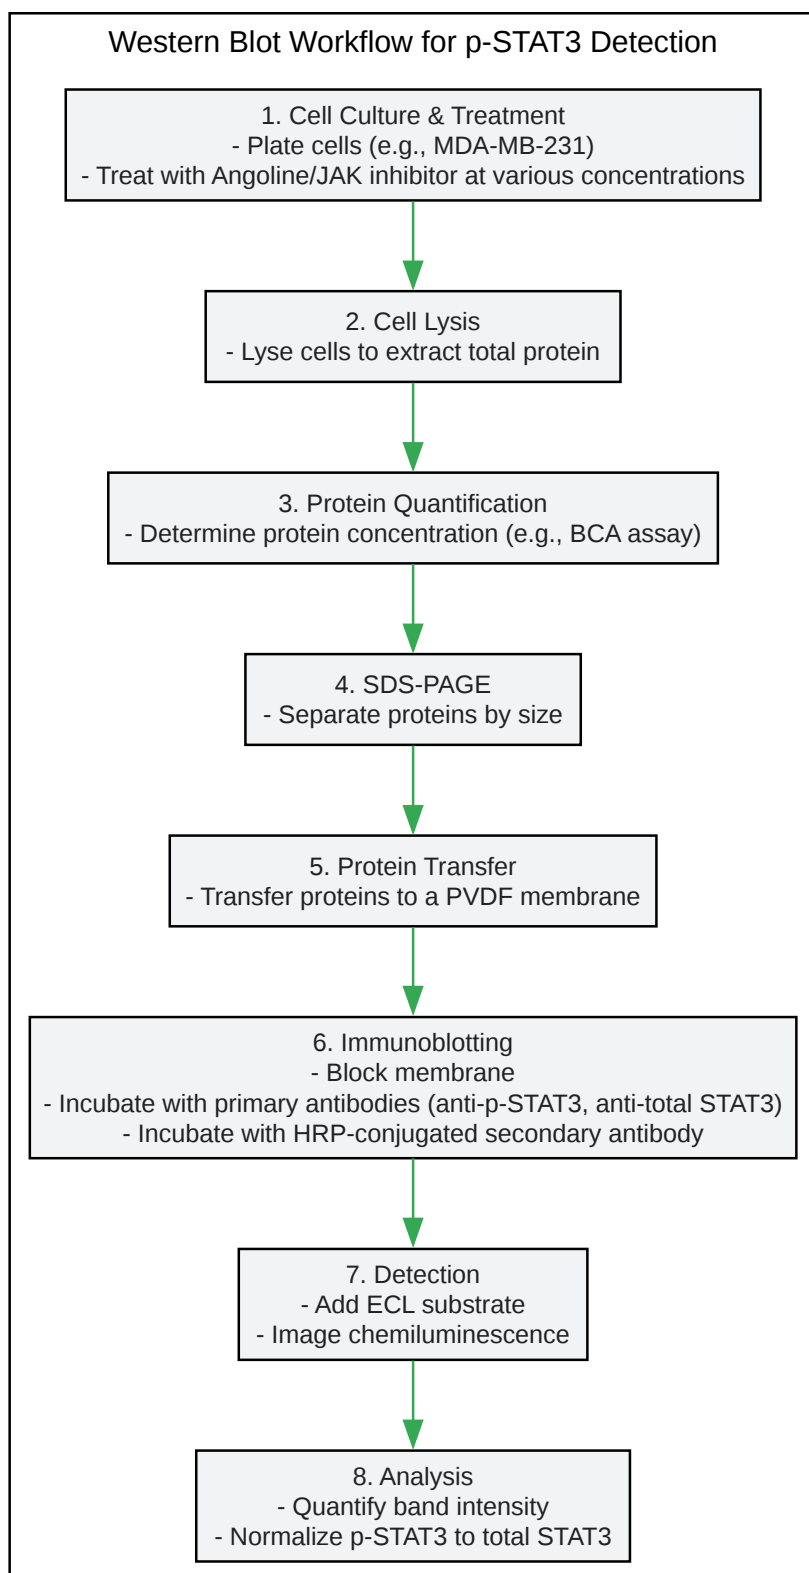 Western Blot Workflow for p-STAT3 Detection
1. Cell Culture & Treatment
- Plate cells (e.g., MDA-MB-231)
- Treat with Angoline/JAK inhibitor at various concentrations
2. Cell Lysis
- Lyse cells to extract total protein
3. Protein Quantification
- Determine protein concentration (e.g., BCA assay)
4. SDS-PAGE
- Separate proteins by size
5. Protein Transfer
- Transfer proteins to a PVDF membrane
6. Immunoblotting
- Block membrane
- Incubate with primary antibodies (anti-p-STAT3, anti-total STAT3)
- Incubate with HRP-conjugated secondary antibody
7. Detection
- Add ECL substrate
- Image chemiluminescence
8. Analysis
- Quantify band intensity
- Normalize p-STAT3 to total STAT3